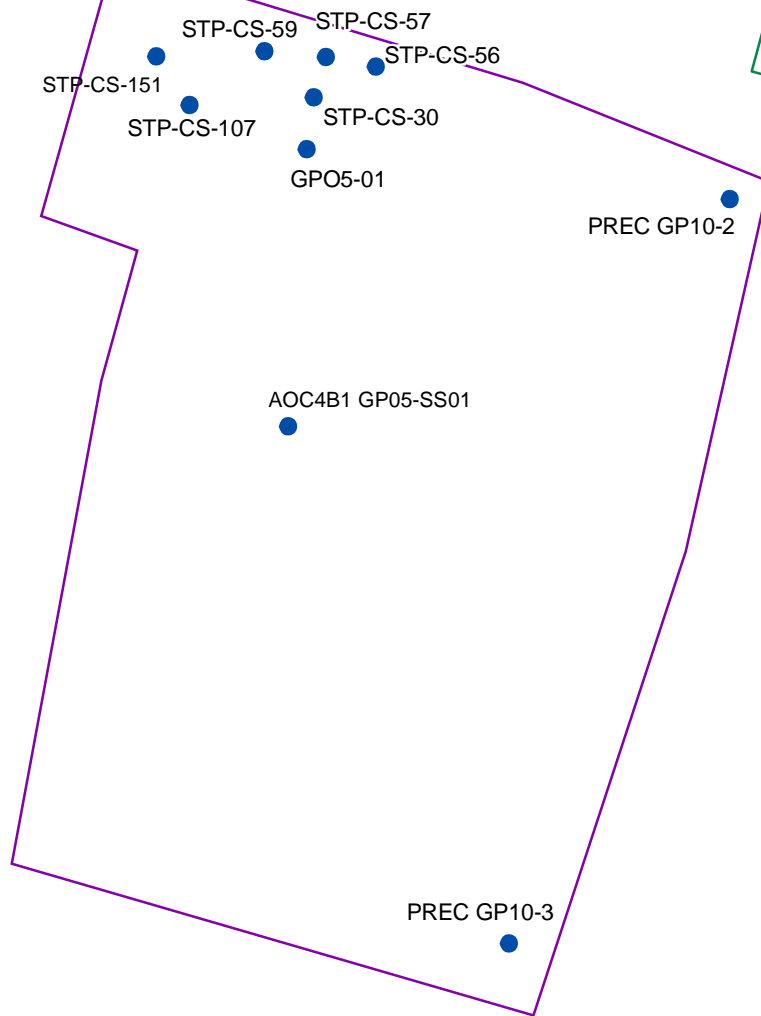 STP-CS-57
STP-CS-59
STP-CS-56
STP-CS-151
STP-CS-30
STP-CS-107
GPO5-01
PREC GP10-2
AOC4B1 GP05-SS01
PREC GP10-3